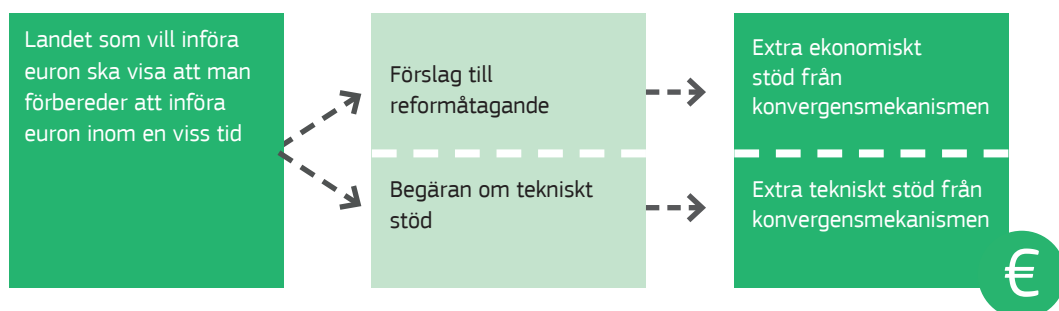 Landet som vill införa
euron ska visa att man
förbereder att införa
euron inom en viss tid
Förslag till
reformåtagande
Begäran om tekniskt
stöd
Extra ekonomiskt
stöd från
konvergensmekanismen
Extra tekniskt stöd från
konvergensmekanismen
€